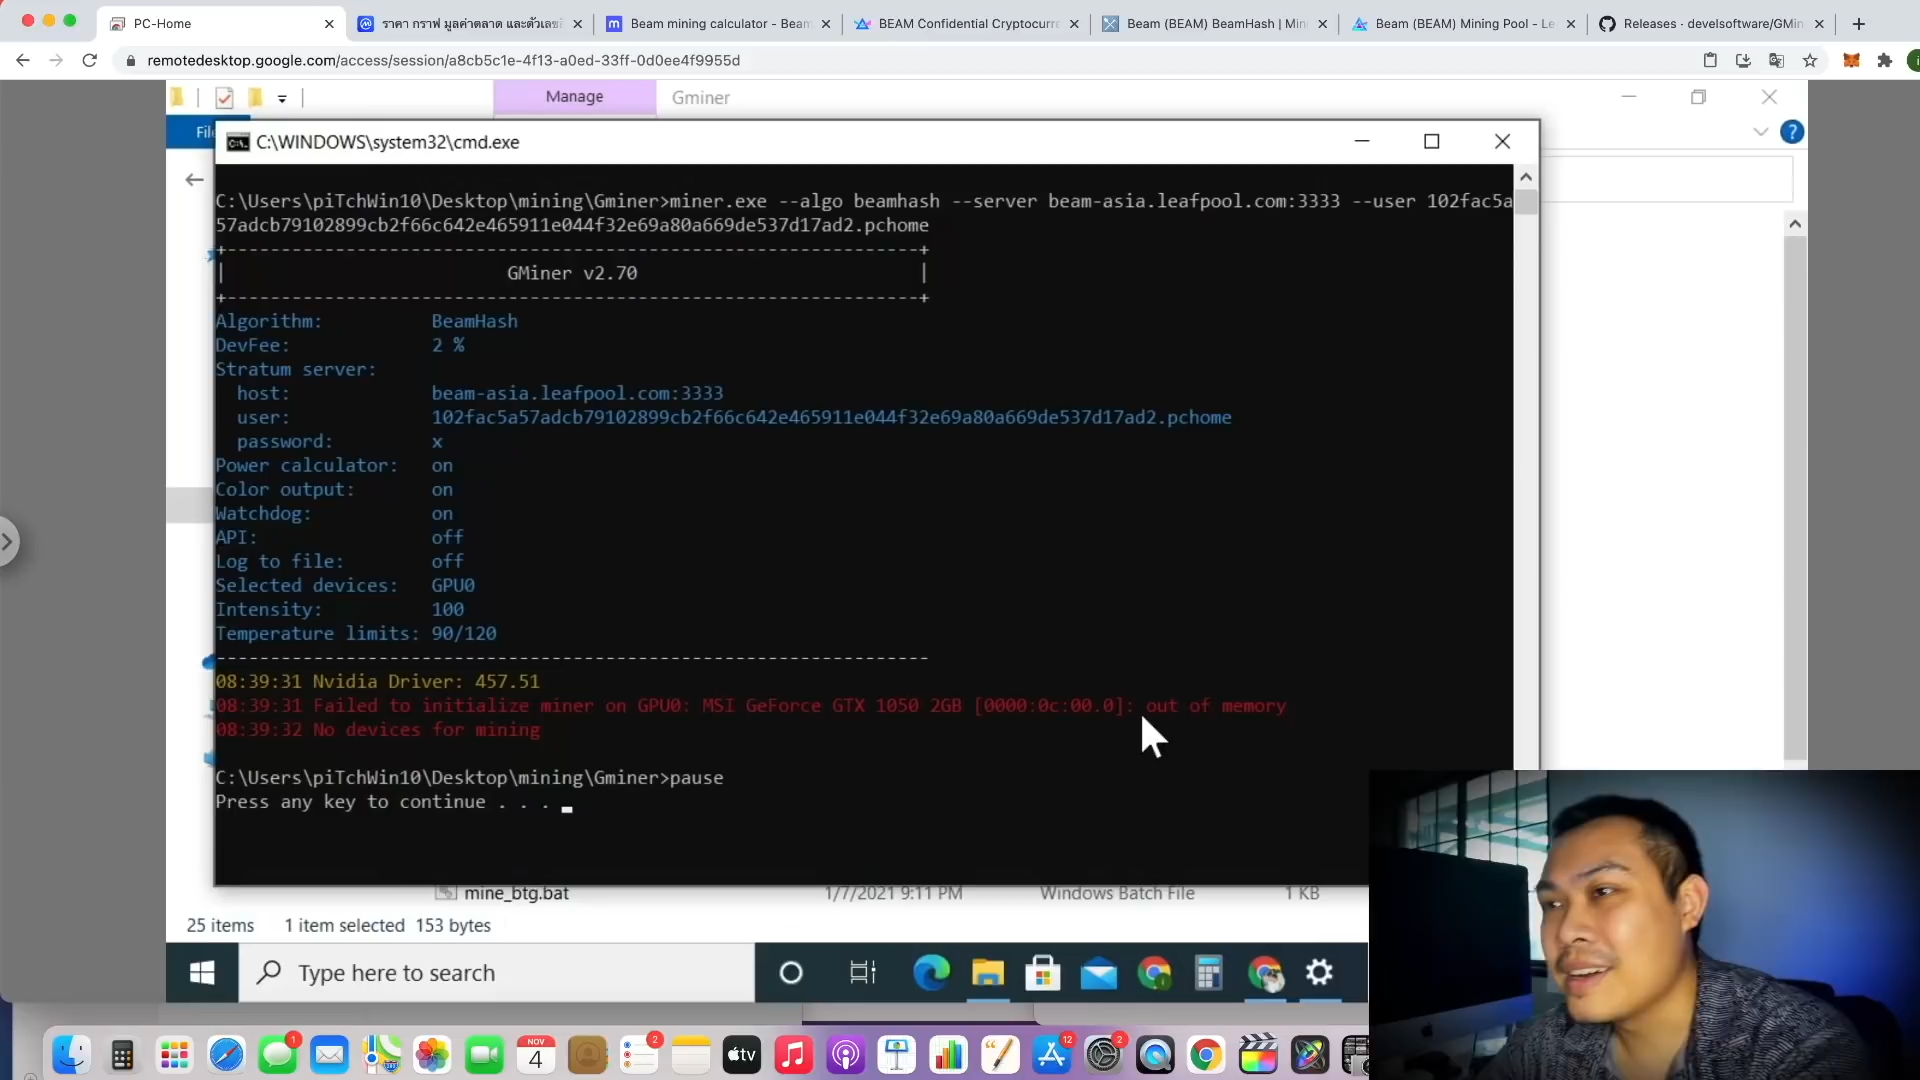 PC-Home
ราคา กราฟ มูลค่าตลาด และตัวเลขอื
Beam mining calculator - Beam
BEAM Confidential Cryptocurre
Beam (BEAM) BeamHash | Min
Beam (BEAM) Mining Pool - Le
Releases · develsoftware/GMin
remotedesktop.google.com/access/session/a8cb5c1e-4f13-a0ed-33ff-0d0ee4f9955d
Manage
Gminer
File
C:\WINDOWS\system32\cmd.exe
C:\Users\piTchWin10\Desktop\mining\Gminer>miner.exe --algo beamhash --server beam-asia.leafpool.com:3333 --user 102fac5a
57adcb79102899cb2f66c642e465911e044f32e69a80a669de537d17ad2.pchome
+----------------------------------------------------------------+
| GMiner v2.70 |
+----------------------------------------------------------------+
Algorithm: BeamHash
DevFee: 2 %
Stratum server:
host: beam-asia.leafpool.com:3333
user: 102fac5a57adcb79102899cb2f66c642e465911e044f32e69a80a669de537d17ad2.pchome
password: x
Power calculator: on
Color output: on
Watchdog: on
API: off
Log to file: off
Selected devices: GPU0
Intensity: 100
Temperature limits: 90/120
------------------------------------------------------------------
08:39:31 Nvidia Driver: 457.51
08:39:31 Failed to initialize miner on GPU0: MSI GeForce GTX 1050 2GB [0000:0c:00.0]: out of memory
08:39:32 No devices for mining
C:\Users\piTchWin10\Desktop\mining\Gminer>pause
Press any key to continue . . .
mine_btg.bat 1/7/2021 9:11 PM Windows Batch File 1 KB
25 items 1 item selected 153 bytes
Type here to search
1
NOV
4
2
tv
12
2